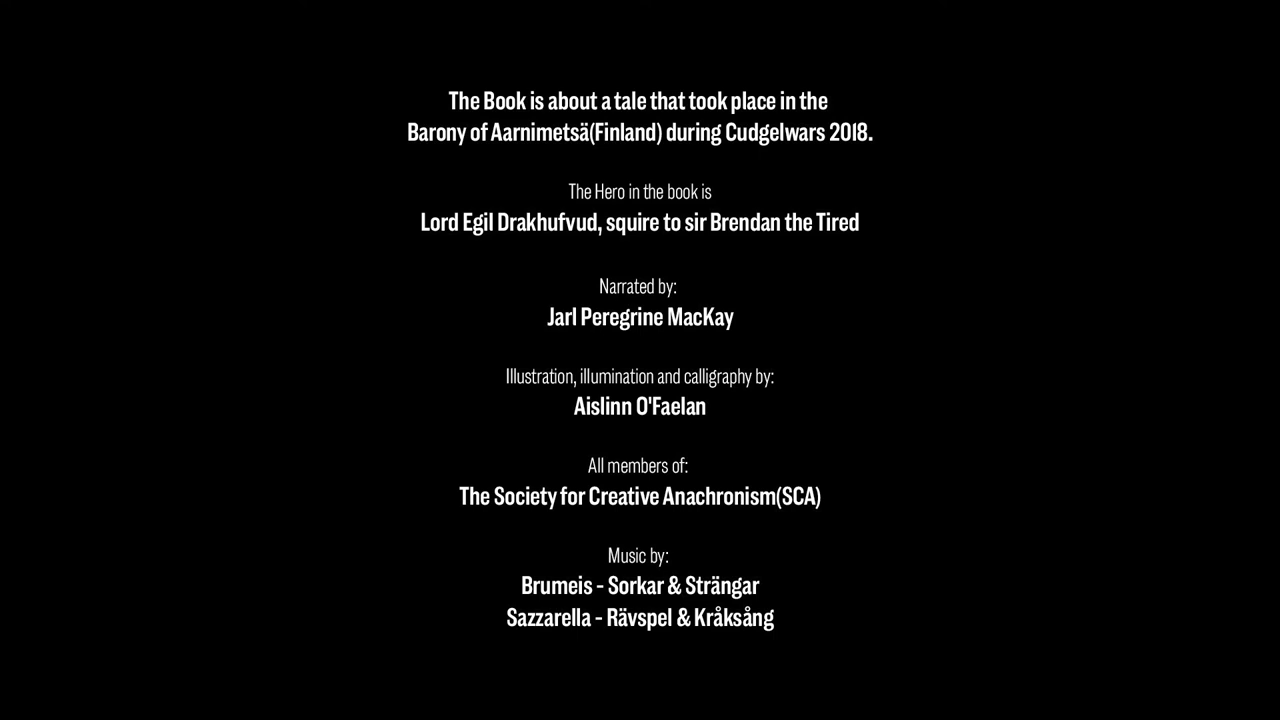 The Book is about a tale that took place in the
Barony of Aarnimetsä(Finland) during Cudgelwars 2018.
The Hero in the book is
Lord Egil Drakhufvud, squire to sir Brendan the Tired
Narrated by:
Jarl Peregrine MacKay
Illustration, illumination and calligraphy by:
Aislinn O'Faelan
All members of:
The Society for Creative Anachronism(SCA)
Music by:
Brumeis - Sorkar & Strängar
Sazzarella - Rävspel & Kråksång